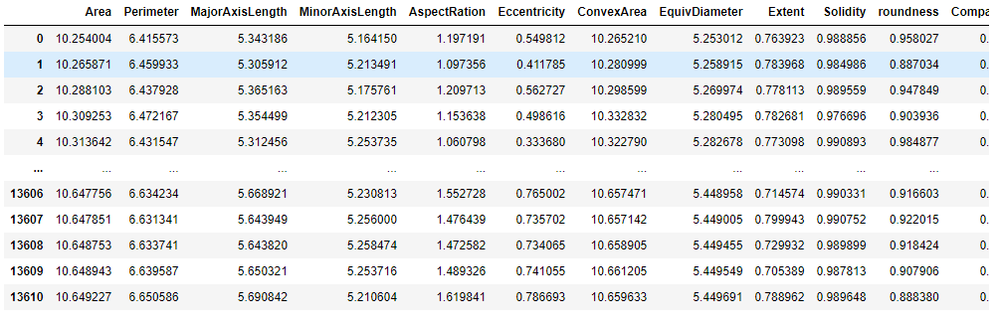 Area Perimeter MajorAxisLength MinorAxisLength AspectRation Eccentricity ConvexArea EquivDiameter Extent Solidity roundness Compa
0 10.254004 6.415573 5.343186 5.164150 1.197191 0.549812 10.265210 5.253012 0.763923 0.988856 0.958027 0.
1 10.265871 6.459933 5.305912 5.213491 1.097356 0.411785 10.280999 5.258915 0.783968 0.984986 0.887034 0.
2 10.288103 6.437928 5.365163 5.175761 1.209713 0.562727 10.298599 5.269974 0.778113 0.989559 0.947849 0.
3 10.309253 6.472167 5.354499 5.212305 1.153638 0.498616 10.332832 5.280495 0.782681 0.976696 0.903936 0.
4 10.313642 6.431547 5.312456 5.253735 1.060798 0.333680 10.322790 5.282678 0.773098 0.990893 0.984877 0.
... ... ... ... ... ... ... ... ... ... ... ...
13606 10.647756 6.634234 5.668921 5.230813 1.552728 0.765002 10.657471 5.448958 0.714574 0.990331 0.916603 0.
13607 10.647851 6.631341 5.643949 5.256000 1.476439 0.735702 10.657142 5.449005 0.799943 0.990752 0.922015 0.
13608 10.648753 6.633741 5.643820 5.258474 1.472582 0.734065 10.658905 5.449455 0.729932 0.989899 0.918424 0.
13609 10.648943 6.639587 5.650321 5.253716 1.489326 0.741055 10.661205 5.449549 0.705389 0.987813 0.907906 0.
13610 10.649227 6.650586 5.690842 5.210604 1.619841 0.786693 10.659633 5.449691 0.788962 0.989648 0.888380 0.